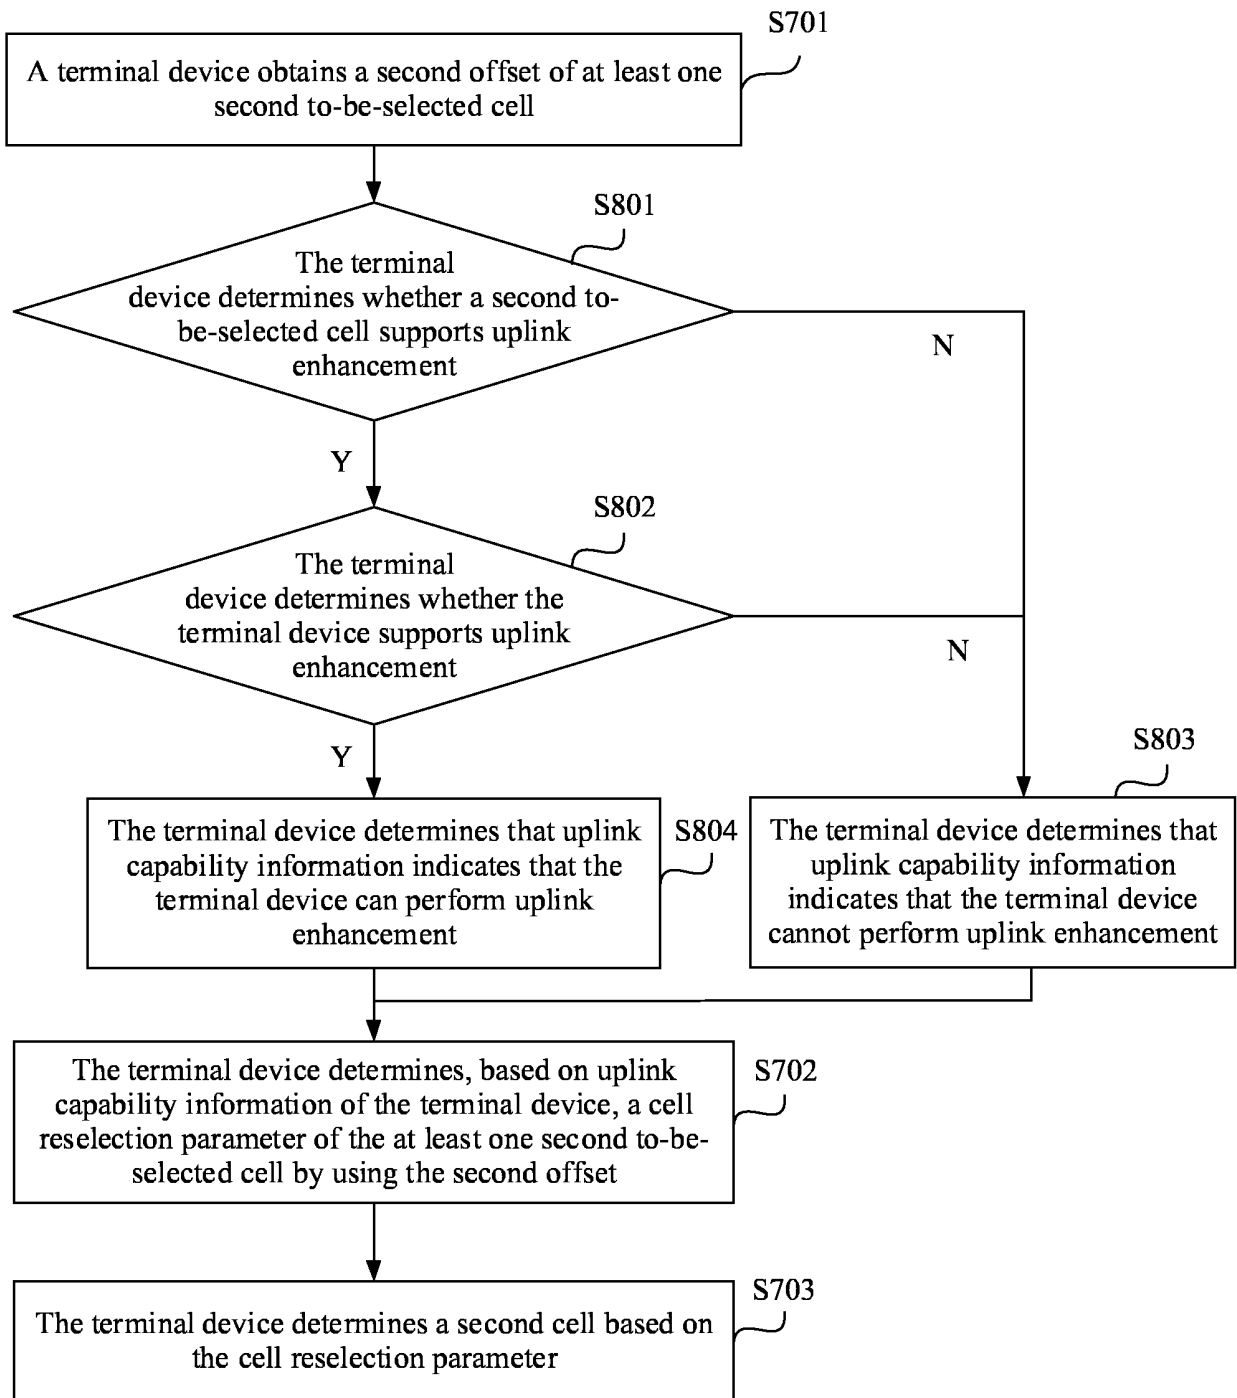 S701
A terminal device obtains a second offset of at least one
second to-be-selected cell
S801
The terminal
device determines whether a second to-
be-selected cell supports uplink
enhancement
N
Y
S802
The terminal
device determines whether the
terminal device supports uplink
enhancement
N
Y
S803
S804
The terminal device determines that uplink
capability information indicates that the
terminal device can perform uplink
enhancement
The terminal device determines that
uplink capability information
indicates that the terminal device
cannot perform uplink enhancement
S702
The terminal device determines, based on uplink
capability information of the terminal device, a cell
reselection parameter of the at least one second to-be-
selected cell by using the second offset
S703
The terminal device determines a second cell based on
the cell reselection parameter